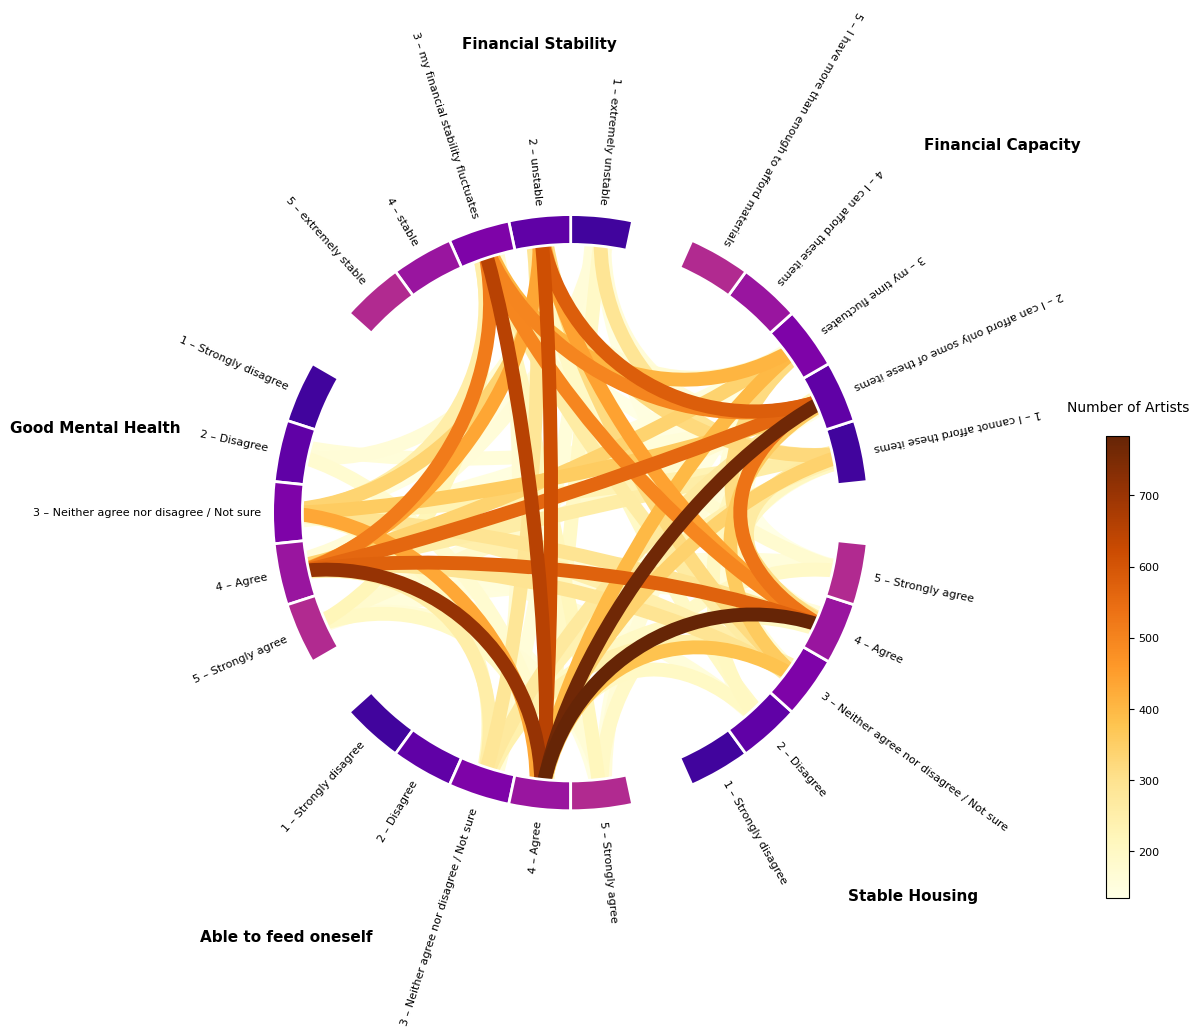 Financial Stability
1 – extremely unstable
2 – unstable
3 – my financial stability fluctuates
4 – stable
5 – extremely stable
Financial Capacity
5 – I have more than enough to afford materials
4 – I can afford these items
3 – my time fluctuates
2 – I can afford only some of these items
1 – I cannot afford these items
Good Mental Health
1 – Strongly disagree
2 – Disagree
3 – Neither agree nor disagree / Not sure
4 – Agree
5 – Strongly agree
Able to feed oneself
1 – Strongly disagree
2 – Disagree
3 – Neither agree nor disagree / Not sure
4 – Agree
5 – Strongly agree
Stable Housing
5 – Strongly agree
4 – Agree
3 – Neither agree nor disagree / Not sure
2 – Disagree
1 – Strongly disagree
Number of Artists
700
600
500
400
300
200